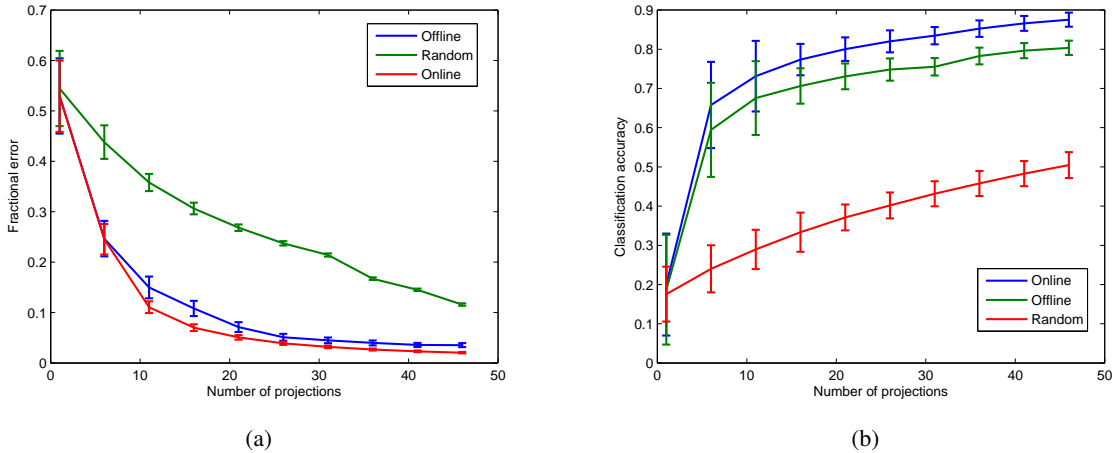 0.7
0.6
0.5
0.4
0.3
0.2
0.1
0
0
10
20
30
40
50
Fractional error
Number of projections
Offline
Random
Online
(a)
0.9
0.8
0.7
0.6
0.5
0.4
0.3
0.2
0.1
0
0
10
20
30
40
50
Classification accuracy
Number of projections
Online
Offline
Random
(b)